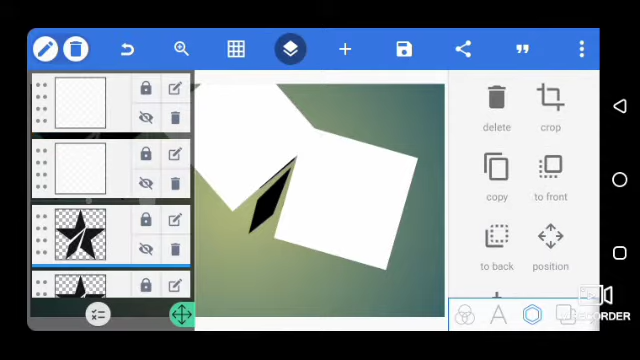 delete
crop
copy
to front
to back
position
A
RECORDER